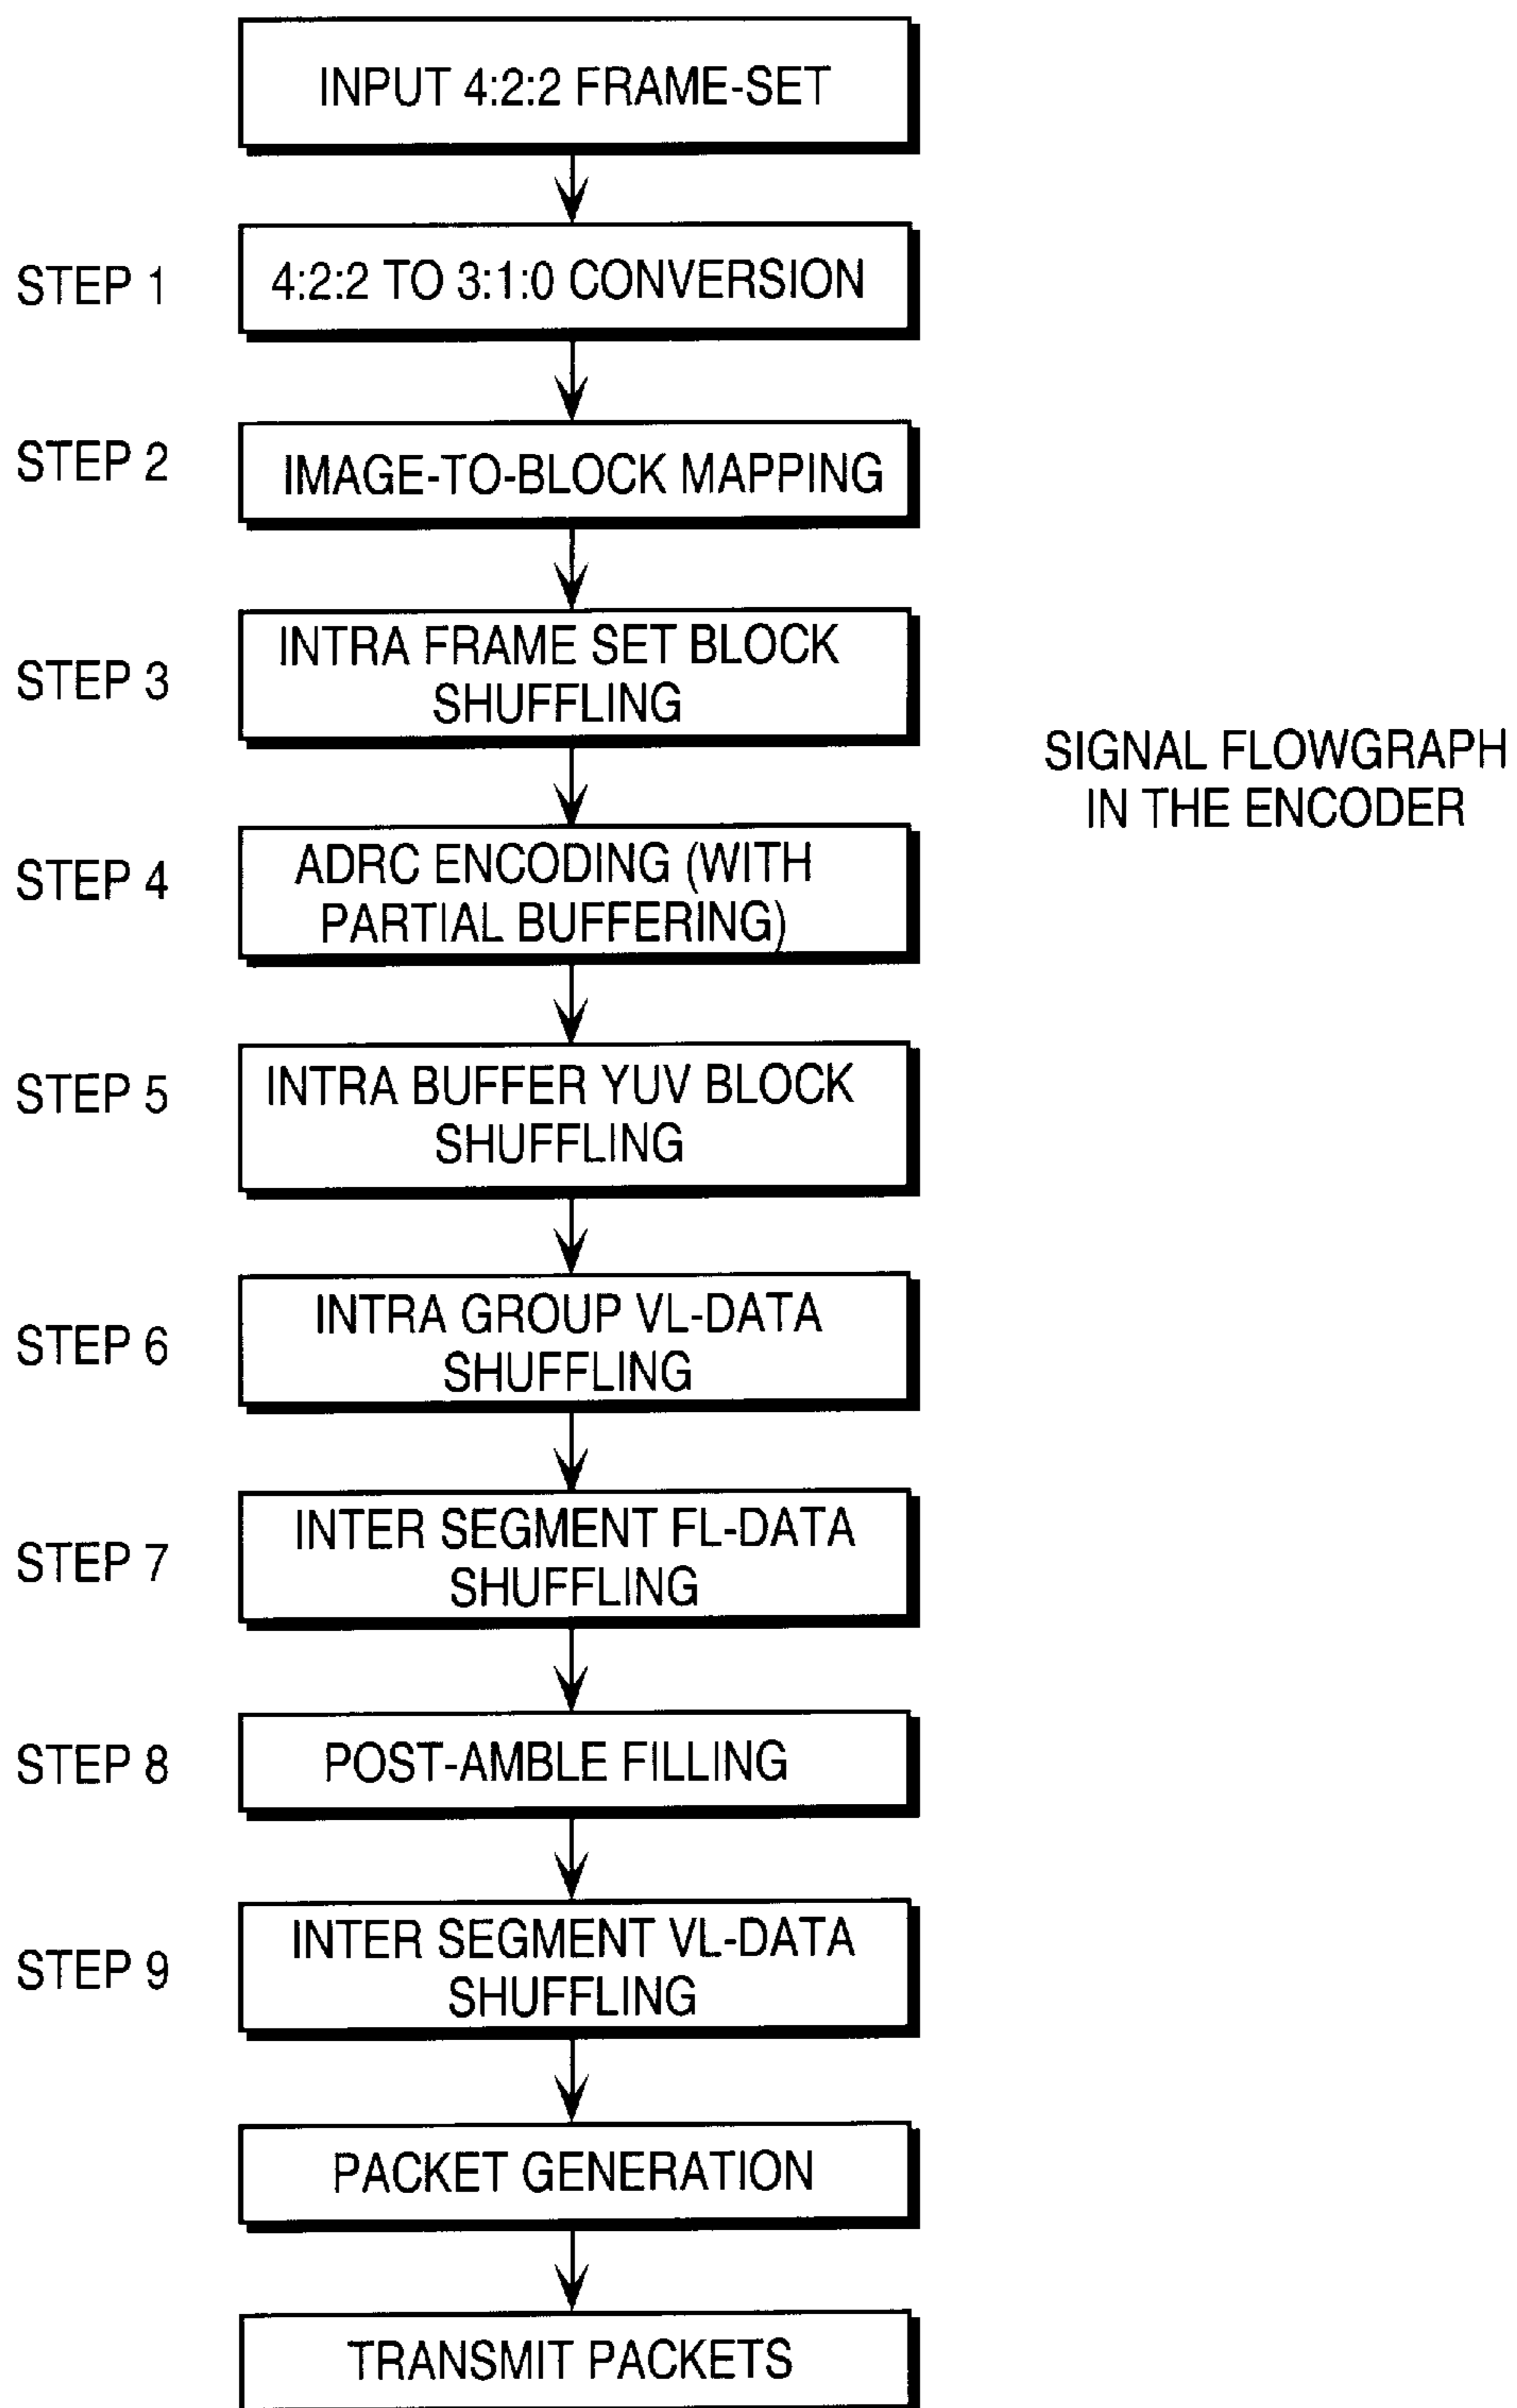 INPUT 4:2:2 FRAME-SET
STEP 1
4:2:2 TO 3:1:0 CONVERSION
STEP 2
IMAGE-TO-BLOCK MAPPING
STEP 3
INTRA FRAME SET BLOCK
SHUFFLING
SIGNAL FLOWGRAPH
IN THE ENCODER
STEP 4
ADRC ENCODING (WITH
PARTIAL BUFFERING)
STEP 5
INTRA BUFFER YUV BLOCK
SHUFFLING
STEP 6
INTRA GROUP VL-DATA
SHUFFLING
STEP 7
INTER SEGMENT FL-DATA
SHUFFLING
STEP 8
POST-AMBLE FILLING
STEP 9
INTER SEGMENT VL-DATA
SHUFFLING
PACKET GENERATION
TRANSMIT PACKETS